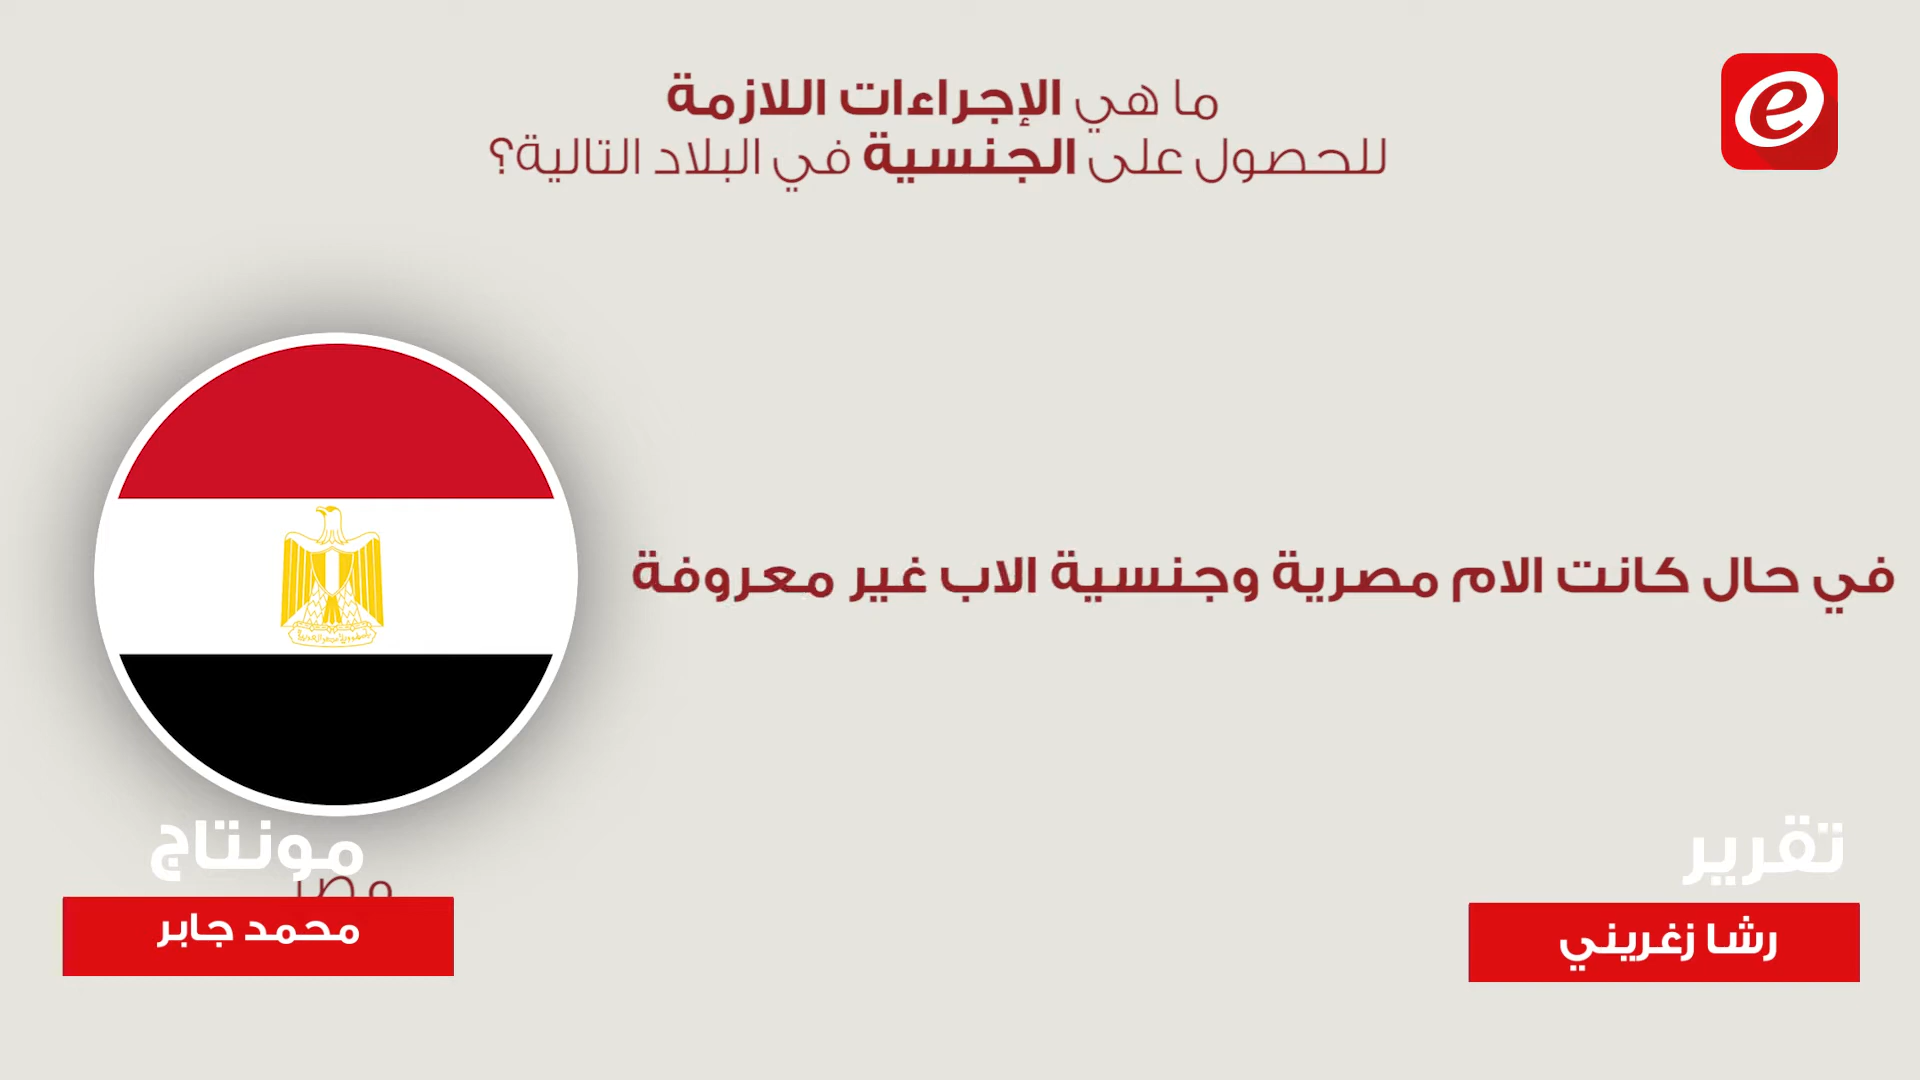 ما هي الإجراءات اللازمة
للحصول على الجنسية في البلاد التالية؟
في حال كانت الام مصرية وجنسية الاب غير معروفة
تقرير
رشا زغريني
مونتاج
محمد جابر
مصر